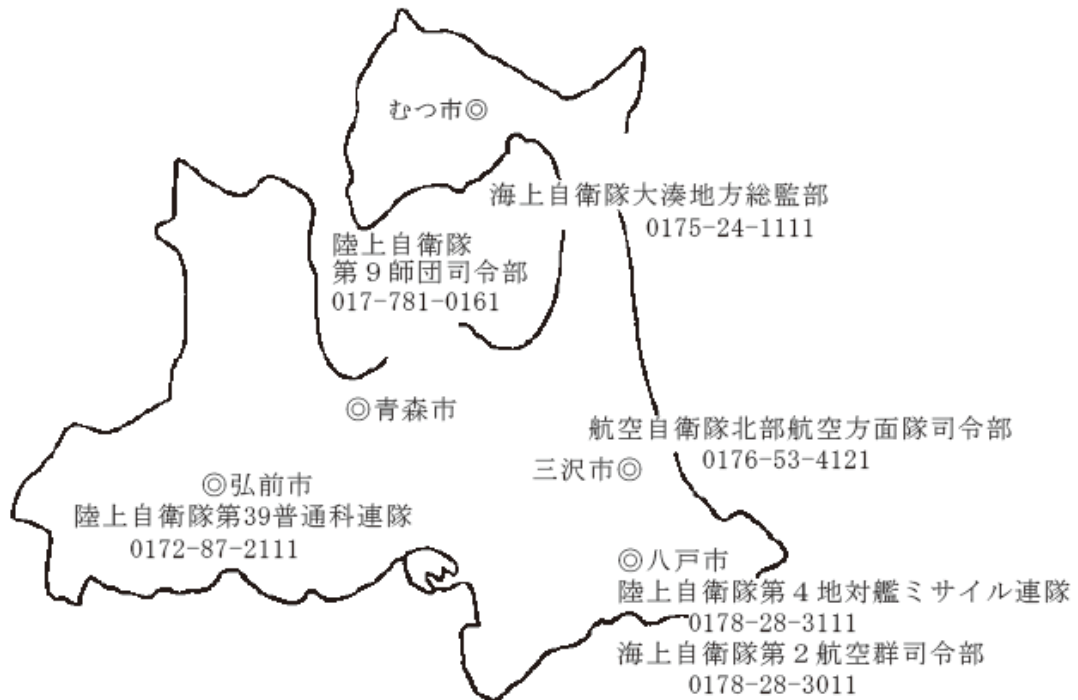 むつ市◎
海上自衛隊大湊地方総監部
0175-24-1111
陸上自衛隊
第９師団司令部
017-781-0161
◎青森市
航空自衛隊北部航空方面隊司令部
三沢市◎
0176-53-4121
◎弘前市
陸上自衛隊第39普通科連隊
0172-87-2111
◎八戸市
陸上自衛隊第４地対艦ミサイル連隊
0178-28-3111
海上自衛隊第２航空群司令部
0178-28-3011